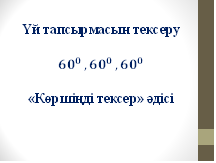 Үй тапсырмасын тексеру
60⁰ , 60⁰ , 60⁰
«Көршіңді тексер» әдісі